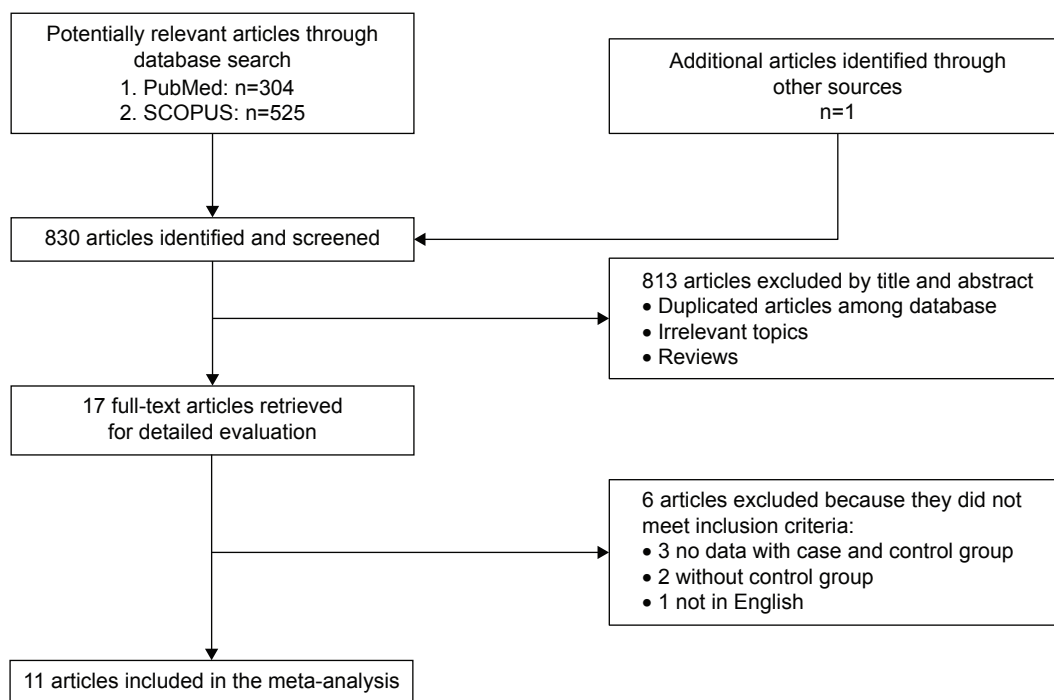 Potentially relevant articles through
database search
1. PubMed: n=304
2. SCOPUS: n=525
Additional articles identified through
other sources
n=1
830 articles identified and screened
813 articles excluded by title and abstract
• Duplicated articles among database
• Irrelevant topics
• Reviews
17 full-text articles retrieved
for detailed evaluation
6 articles excluded because they did not
meet inclusion criteria:
• 3 no data with case and control group
• 2 without control group
• 1 not in English
11 articles included in the meta-analysis